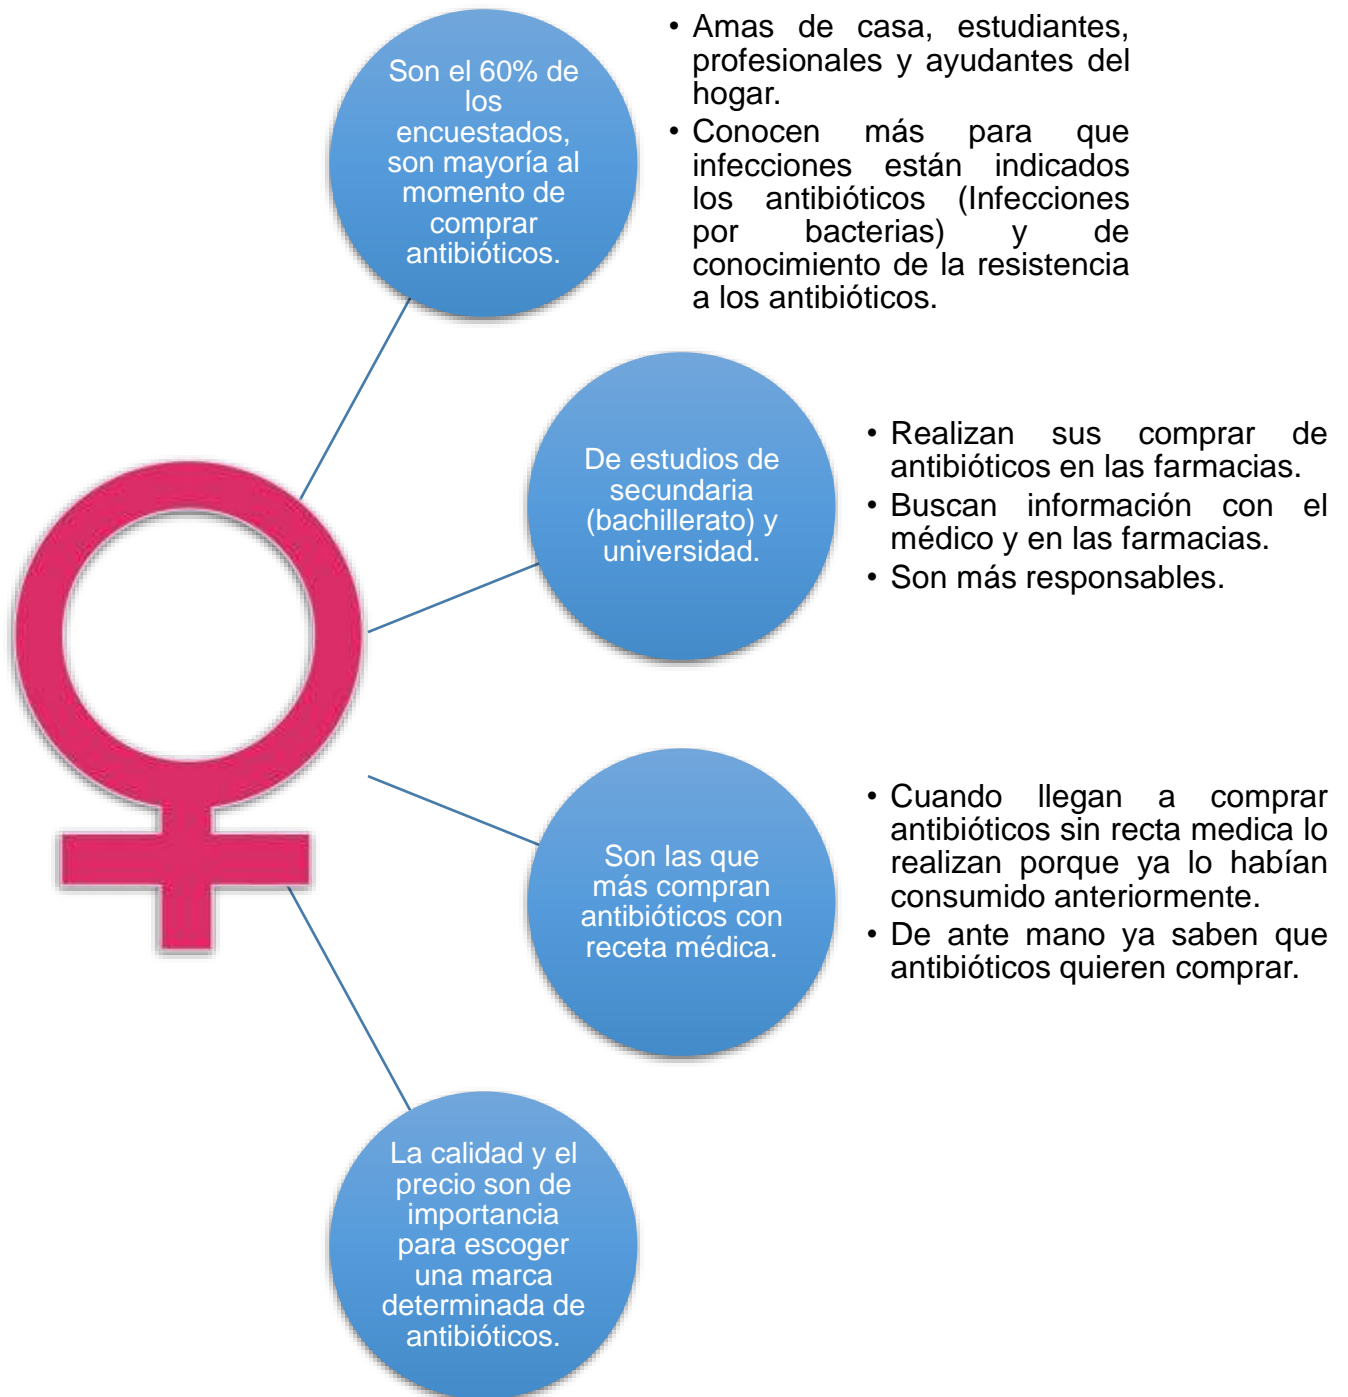 Son el 60% de
los
encuestados,
son mayoría al
momento de
comprar
antibióticos.
• Amas de casa, estudiantes,
profesionales y ayudantes del
hogar.
• Conocen más para que
infecciones están indicados
los antibióticos (Infecciones
por bacterias) y de
conocimiento de la resistencia
a los antibióticos.
De estudios de
secundaria
(bachillerato) y
universidad.
• Realizan sus comprar de
antibióticos en las farmacias.
• Buscan información con el
médico y en las farmacias.
• Son más responsables.
Son las que
más compran
antibióticos con
receta médica.
• Cuando llegan a comprar
antibióticos sin recta medica lo
realizan porque ya lo habían
consumido anteriormente.
• De ante mano ya saben que
antibióticos quieren comprar.
La calidad y el
precio son de
importancia
para escoger
una marca
determinada de
antibióticos.